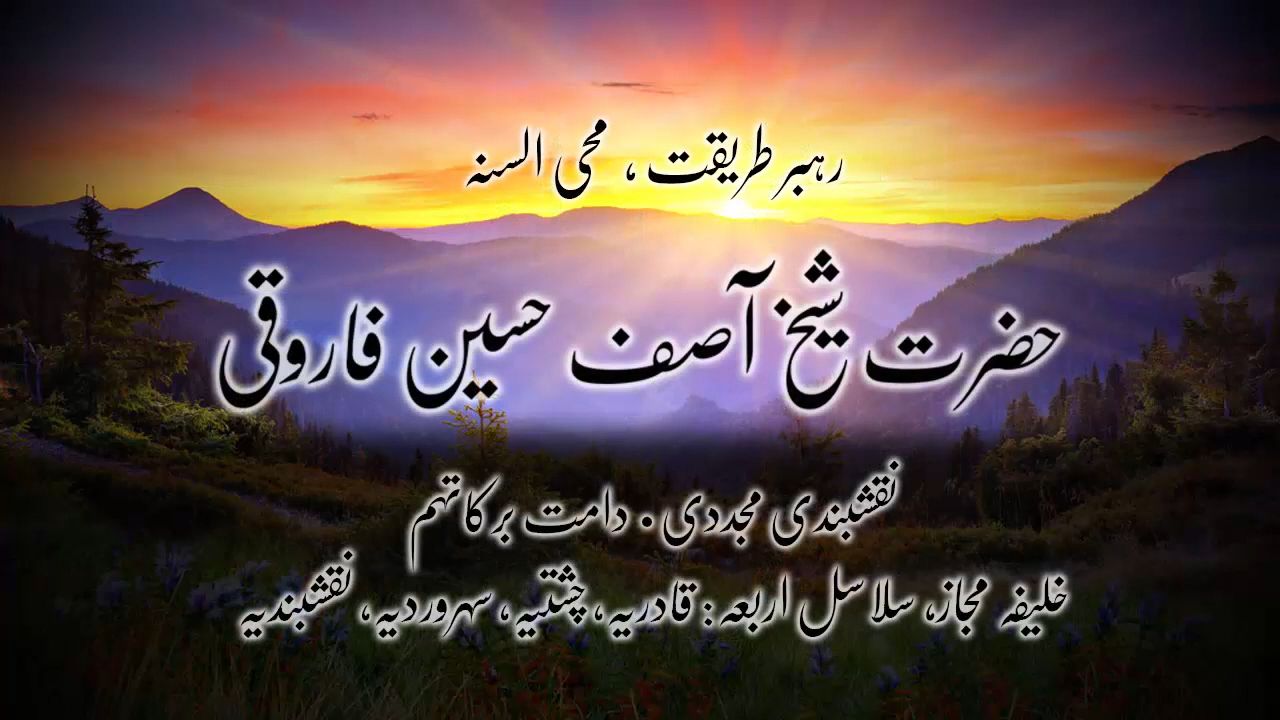 رہبر طریقت ، محی السنہ
حضرت شیخ آصف حسین فاروقی
نقشبندی مجددی . دامت برکاتہم
خلیفہ مجاز، سلاسل اربعہ: قادریہ، چشتیہ، سہروردیہ، نقشبندیہ